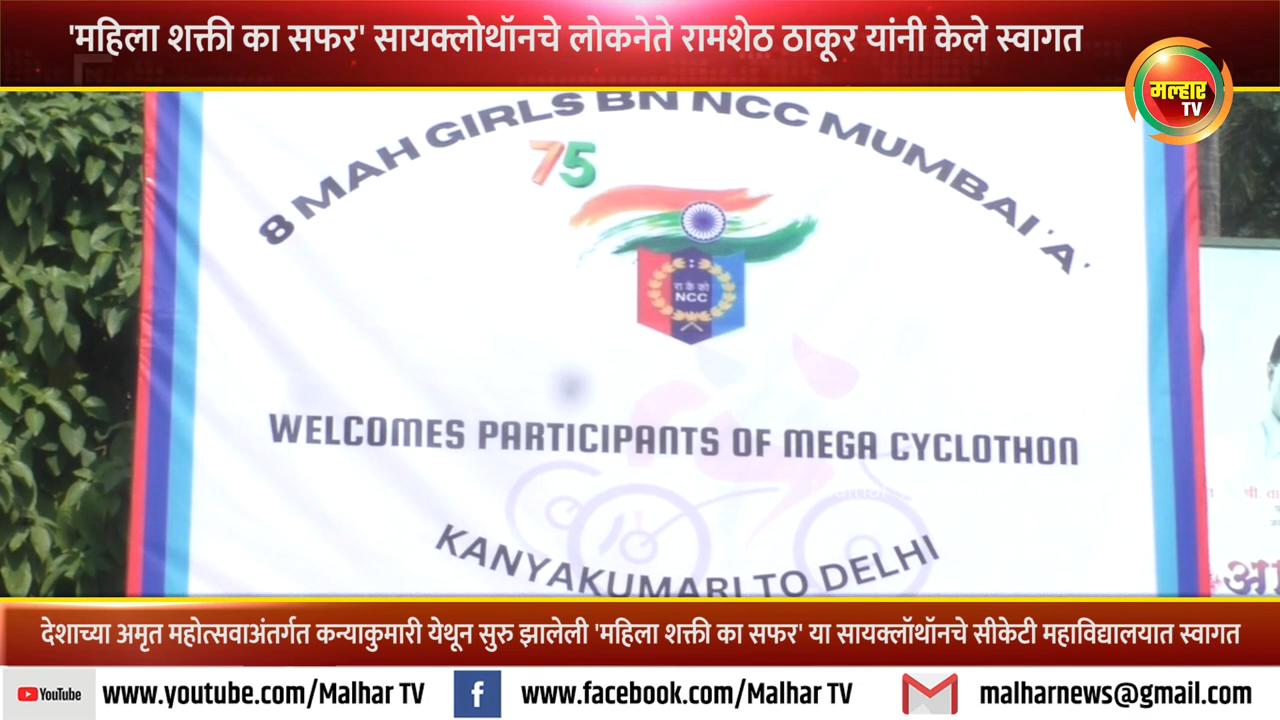 'महिला शक्ती का सफर' सायक्लोथॉनचे लोकनेते रामशेठ ठाकूर यांनी केले स्वागत
मल्हार
TV
8 MAH GIRLS BN NCC MUMBAI 'A'
75
रा के को
NCC
WELCOMES PARTICIPANTS OF MEGA CYCLOTHON
KANYAKUMARI TO DELHI
देशाच्या अमृत महोत्सवाअंतर्गत कन्याकुमारी येथून सुरु झालेली 'महिला शक्ती का सफर' या सायक्लॉथॉनचे सीकेटी महाविद्यालयात स्वागत
YouTube
www.youtube.com/Malhar TV
www.facebook.com/Malhar TV
malharnews@gmail.com